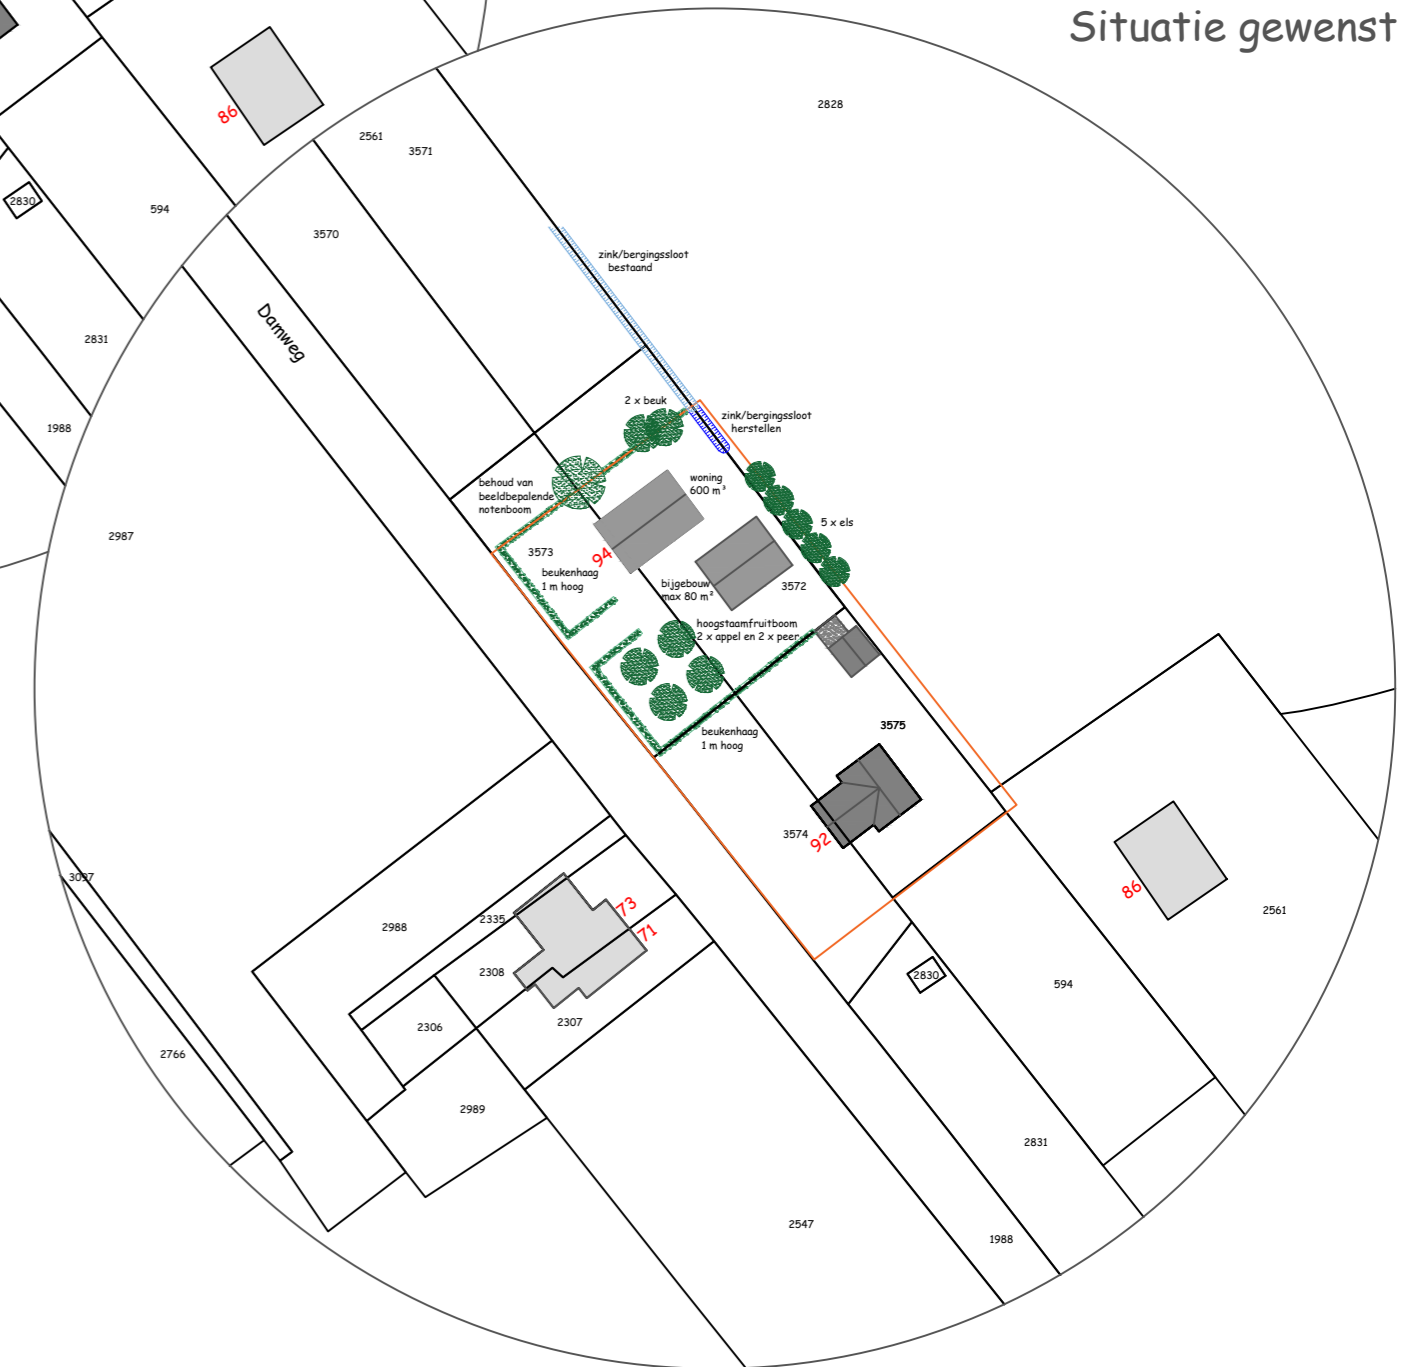 Situatie gewenst
2828
86
2561
3571
2830
594
3570
zink/bergingssloot
bestaand
Damweg
2831
1988
2 x beuk
zink/bergingssloot
herstellen
behoud van
beeldbepalende
notenboom
woning
600 m³
5 x els
2987
3573
94
beukenhaag
1 m hoog
bijgebouw
max 80 m²
3572
hoogstaamfruitboom
2 x appel en 2 x peer
beukenhaag
1 m hoog
3575
3574
92
3097
2988
2335
73
71
2308
2306
2307
2766
2989
86
2561
2830
594
2831
2547
1988